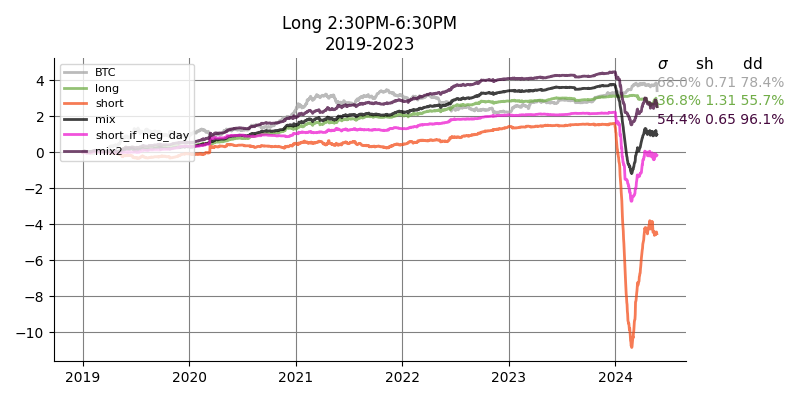 Long 2:30PM-6:30PM
2019-2023
σ sh dd
68.0% 0.71 78.4%
36.8% 1.31 55.7%
54.4% 0.65 96.1%
BTC
long
short
mix
short_if_neg_day
mix2
4
2
0
−2
−4
−6
−8
−10
2019 2020 2021 2022 2023 2024